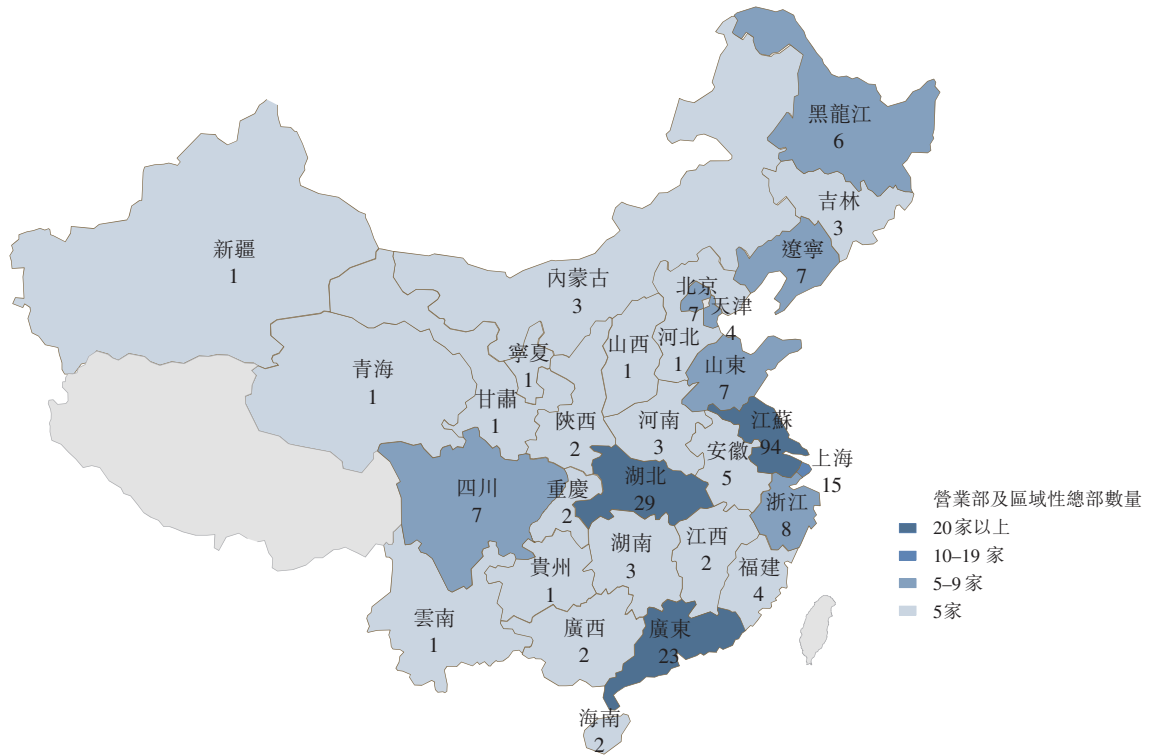 黑龍江
6
吉林
3
遼寧
7
新疆
1
內蒙古
3
北京
7
天津
4
河北
1
山西
1
寧夏
1
山東
7
青海
1
甘肅
1
陝西
2
河南
3
江蘇
94
安徽
5
上海
15
四川
7
重慶
2
湖北
29
浙江
8
湖南
3
江西
2
貴州
1
福建
4
雲南
1
廣西
2
廣東
23
海南
2
營業部及區域性總部數量
20家以上
10–19 家
5–9 家
5家